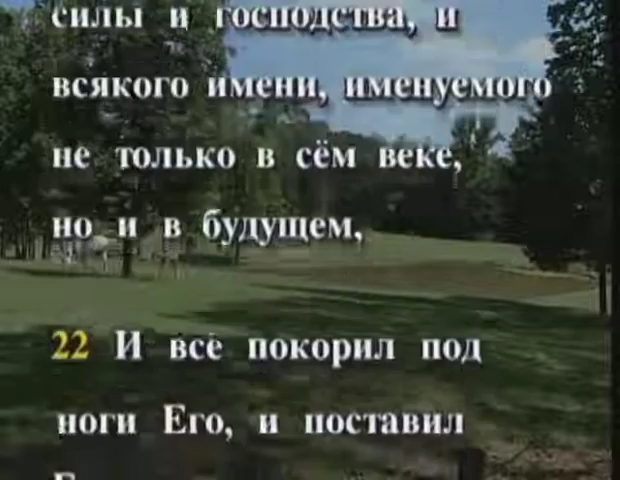 силы и господства, и
всякого имени, именуемого
не только в сём веке,
но и в будущем,
22 И всё покорил под
ноги Его, и поставил